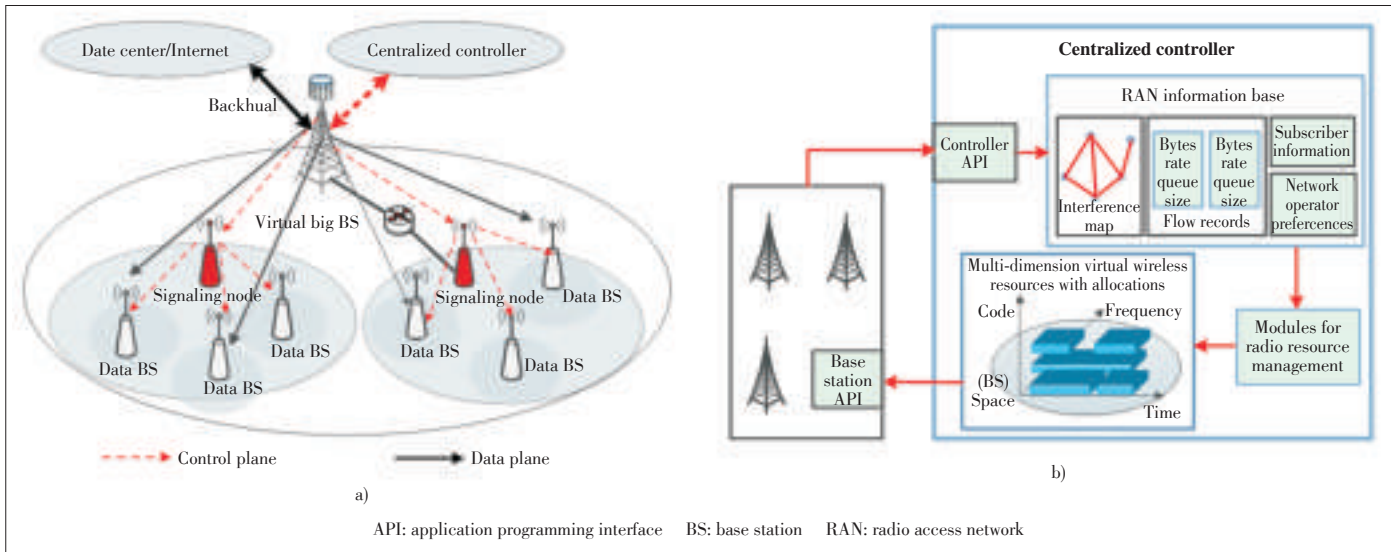 Date center/Internet
Centralized controller
Backhual
Virtual big BS
Signaling node
Signaling node
Data BS
Data BS
Data BS
Data BS
Data BS
Data BS
Control plane
Data plane
a)
Centralized controller
RAN information base
Controller
API
Interference
map
Bytes
rate
queue
size
Bytes
rate
queue
size
Flow records
Subscriber
information
Network
operator
prefercences
Multi-dimension virtual wireless
resources with allocations
Code
Frequency
(BS)
Space
Time
Modules for
radio resource
management
Base
station
API
b)
API: application programming interface BS: base station RAN: radio access network